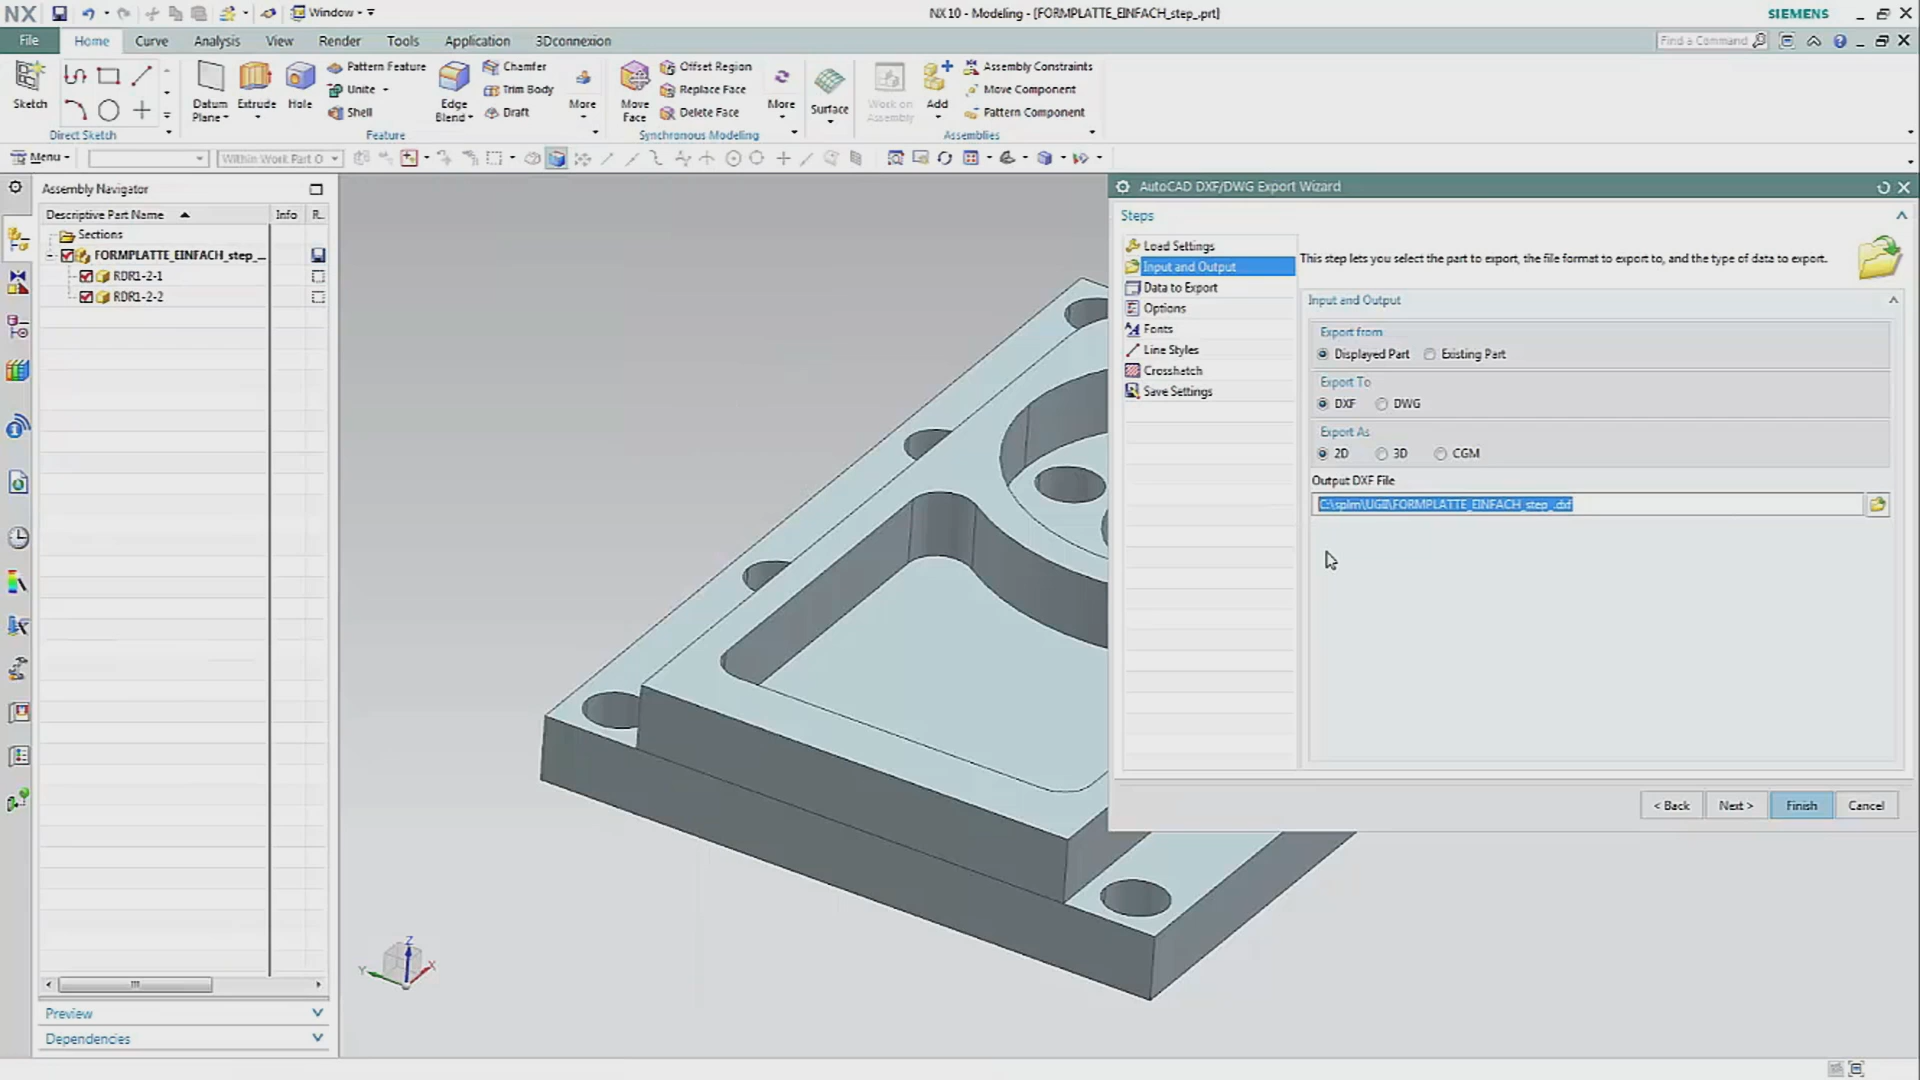 NX Window NX 10 - Modeling - [FORMPLATTE_EINFACH_step_.prt] SIEMENS
File Home Curve Analysis View Render Tools Application 3Dconnexion Find a Command
Sketch
Direct Sketch
Datum Plane
Extrude
Hole
Pattern Feature
Unite
Shell
Edge Blend
Chamfer
Trim Body
Draft
More
Feature
Move Face
Offset Region
Replace Face
Delete Face
More
Synchronous Modeling
Surface
Work on Assembly
Add
Assembly Constraints
Move Component
Pattern Component
Assemblies
Menu Within Work Part O
Assembly Navigator
Descriptive Part Name Info R..
Sections
FORMPLATTE_EINFACH_step_...
RDR1-2-1
RDR1-2-2
Preview
Dependencies
Z
Y X
AutoCAD DXF/DWG Export Wizard
Steps
Load Settings
Input and Output
Data to Export
Options
Fonts
Line Styles
Crosshatch
Save Settings
This step lets you select the part to export, the file format to export to, and the type of data to export.
Input and Output
Export from
Displayed Part Existing Part
Export To
DXF DWG
Export As
2D 3D CGM
Output DXF File
C:\splm\UGII\FORMPLATTE_EINFACH_step_.dxf
< Back Next > Finish Cancel